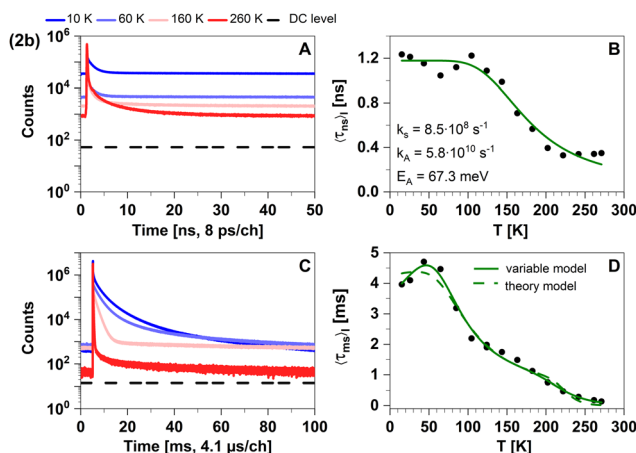 10 K 60 K 160 K 260 K DC level
(2b)
A
Counts
10⁶
10⁴
10²
10⁰
0 10 20 30 40 50
Time [ns, 8 ps/ch]
B
⟨τns⟩I [ns]
1.2
0.8
0.4
0.0
kS = 8.5·10⁸ s⁻¹
kA = 5.8·10¹⁰ s⁻¹
EA = 67.3 meV
0 50 100 150 200 250 300
T [K]
C
Counts
10⁶
10⁴
10²
10⁰
0 20 40 60 80 100
Time [ms, 4.1 µs/ch]
D
⟨τms⟩I [ms]
5
4
3
2
1
0
variable model
theory model
0 50 100 150 200 250 300
T [K]